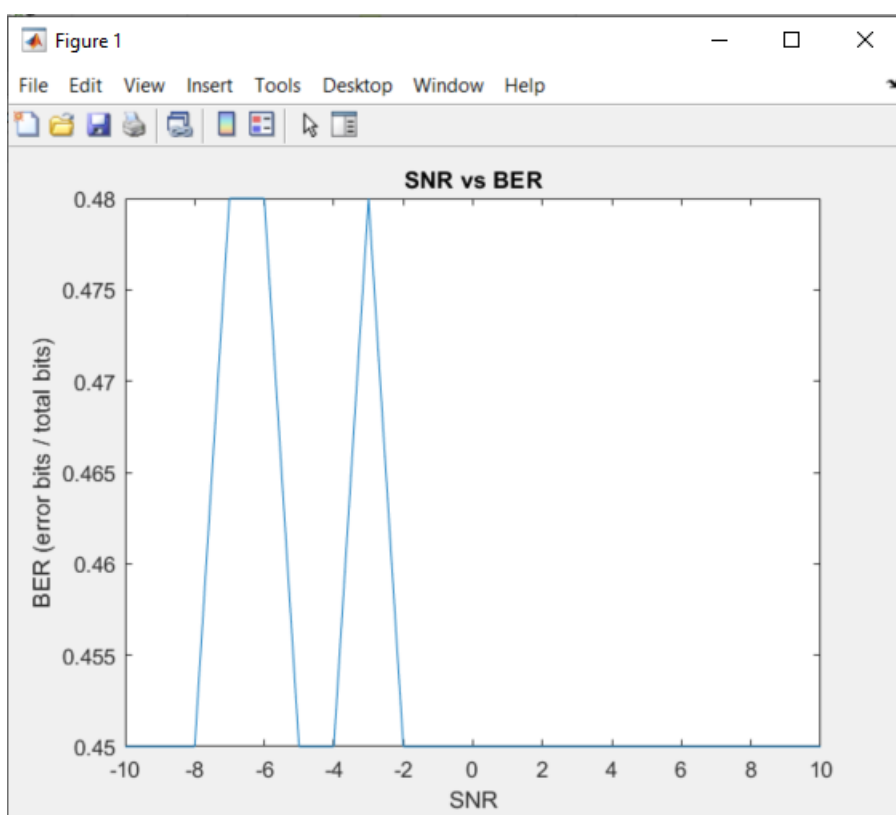 Figure 1
File Edit View Insert Tools Desktop Window Help
SNR vs BER
0.48
0.475
0.47
0.465
0.46
0.455
0.45
BER (error bits / total bits)
-10 -8 -6 -4 -2 0 2 4 6 8 10
SNR